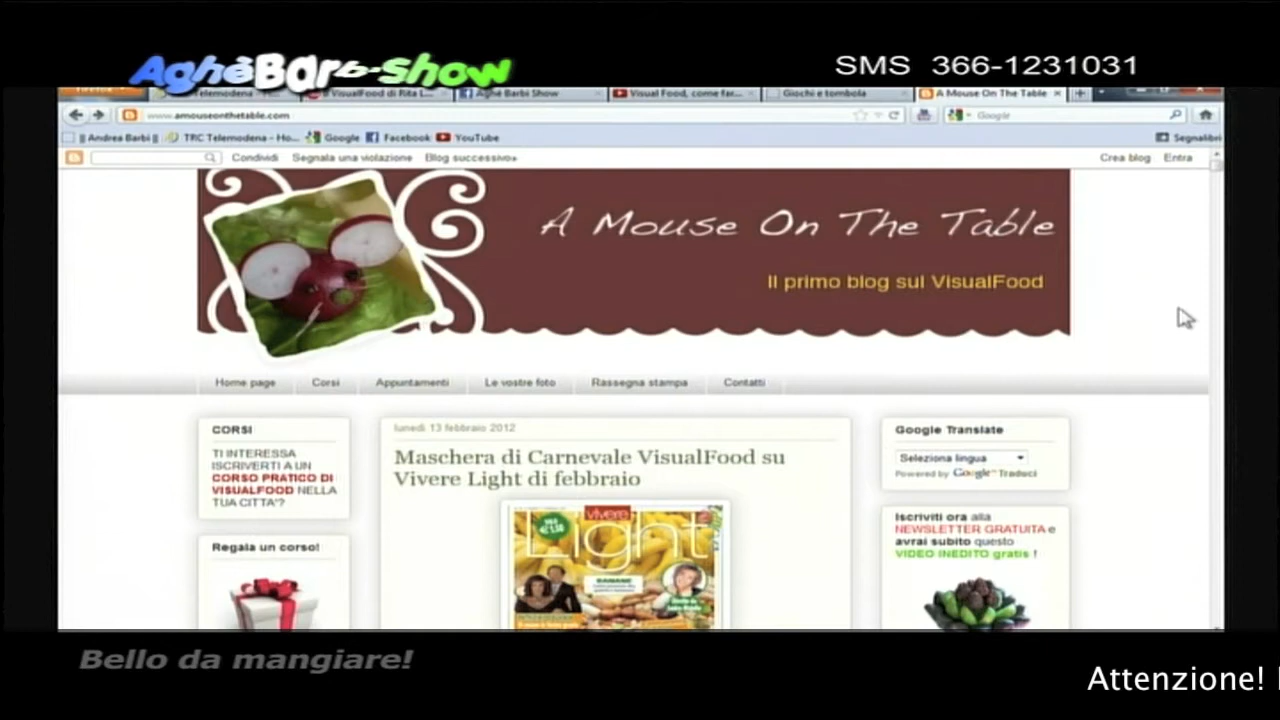 Aghè Bar b-show
SMS 366-1231031
Telemodena - Ho...
VisualFood di Rita L...
Aghè Barbi Show
Visual Food, come far...
Giochi e tombola
A Mouse On The Table
www.amouseonthetable.com
Google
|| Andrea Barbi ||
TRC Telemodena - Ho...
Google
Facebook
YouTube
Segnalibri
Condividi
Segnala una violazione
Blog successivo»
Crea blog
Entra
A Mouse On The Table
Il primo blog sul VisualFood
Home page
Corsi
Appuntamenti
Le vostre foto
Rassegna stampa
Contatti
CORSI
TI INTERESSA
ISCRIVERTI A UN
CORSO PRATICO DI
VISUALFOOD NELLA
TUA CITTA'?
Regala un corso!
lunedì 13 febbraio 2012
Maschera di Carnevale VisualFood su
Vivere Light di febbraio
vivere
Light
BANANE
Google Translate
Seleziona lingua
Powered by Google™ Traduci
Iscriviti ora alla
NEWSLETTER GRATUITA e
avrai subito questo
VIDEO INEDITO gratis !
Bello da mangiare!
Attenzione!